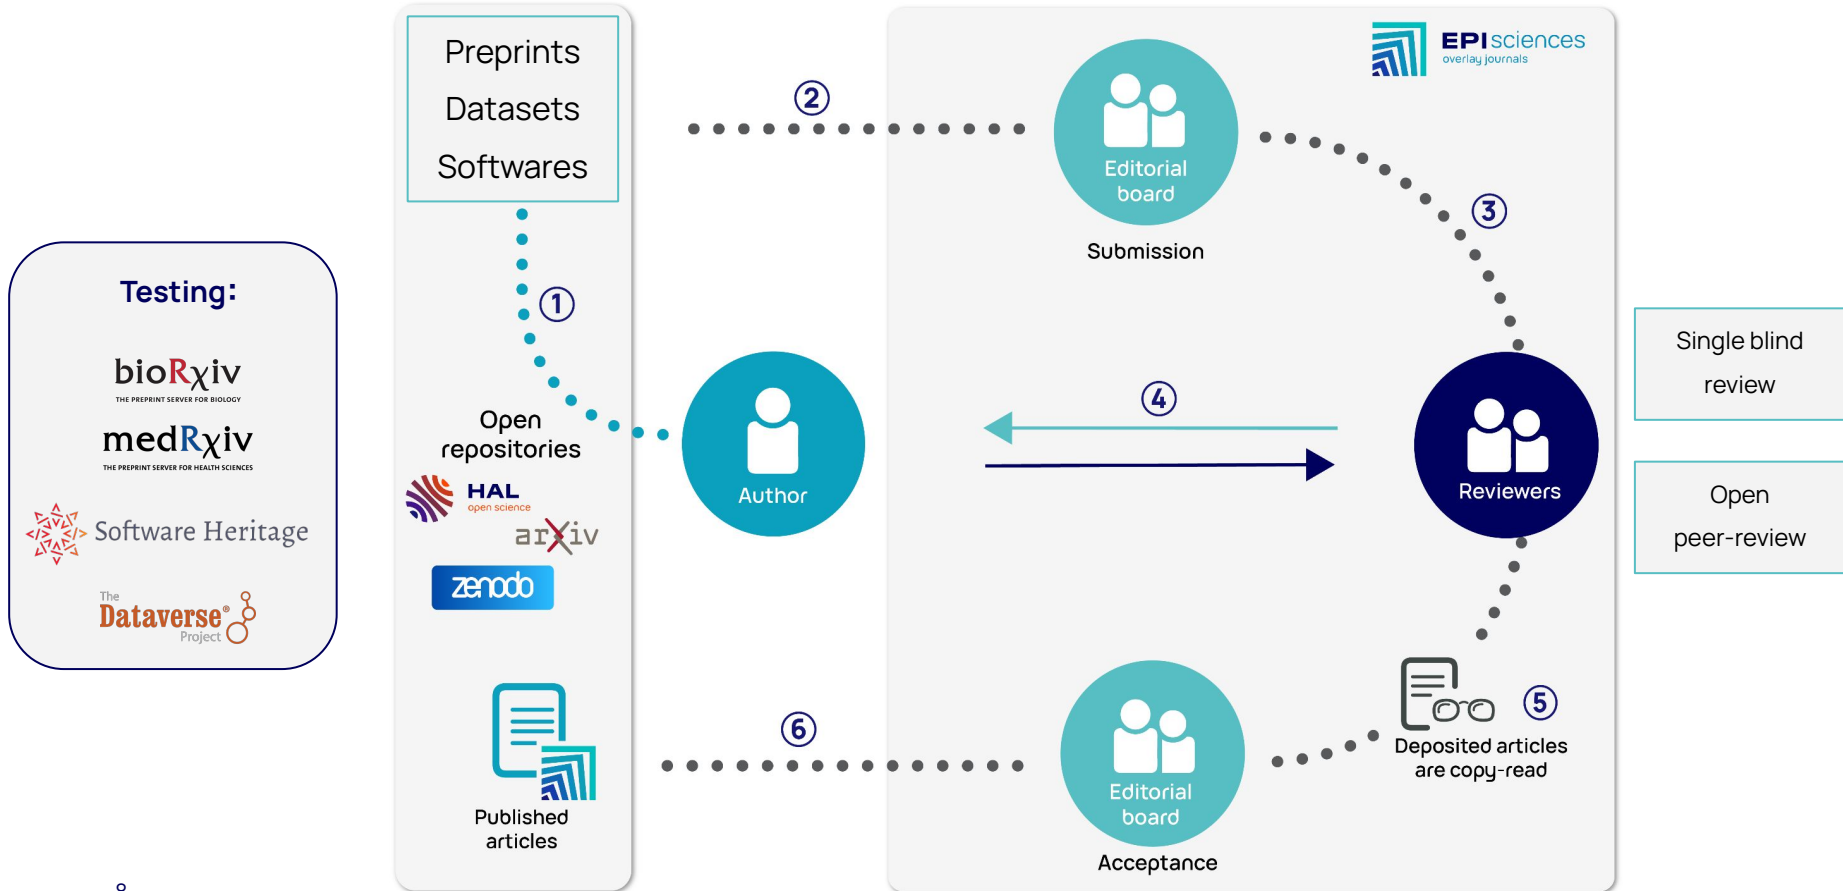 Preprints
Datasets
Softwares
EPIsciences
overlay journals
2
Editorial
board
Submission
3
Testing:
bioRχiv
THE PREPRINT SERVER FOR BIOLOGY
medRχiv
THE PREPRINT SERVER FOR HEALTH SCIENCES
Software Heritage
The
Dataverse®
Project
1
Open
repositories
HAL
open science
arXiv
zenodo
Author
4
Reviewers
Single blind
review
Open
peer-review
5
Deposited articles
are copy-read
6
Editorial
board
Acceptance
Published
articles